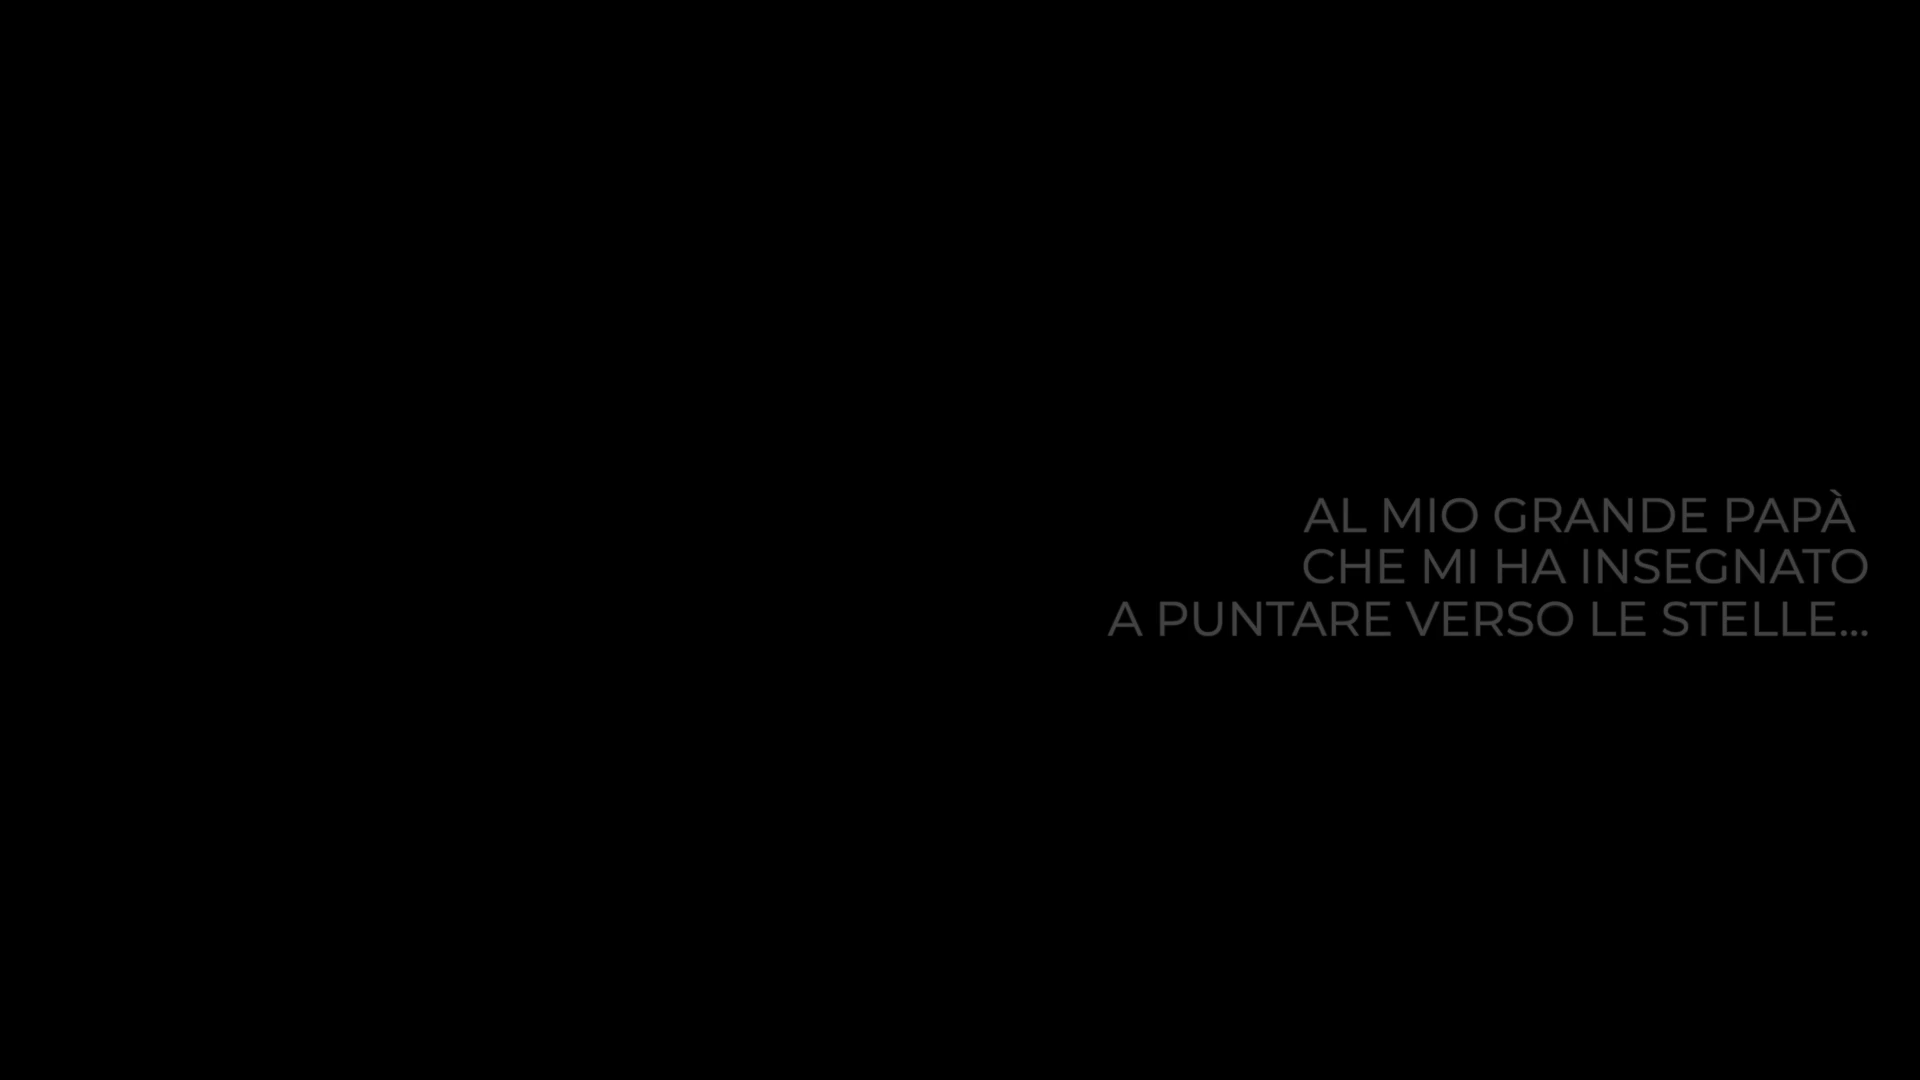 AL MIO GRANDE PAPÀ
CHE MI HA INSEGNATO
A PUNTARE VERSO LE STELLE...